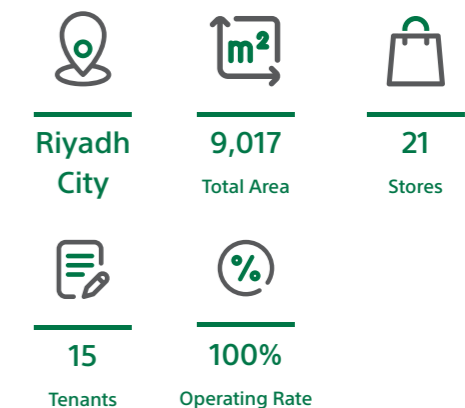 m²
Riyadh
City
9,017
Total Area
21
Stores
%
15
Tenants
100%
Operating Rate